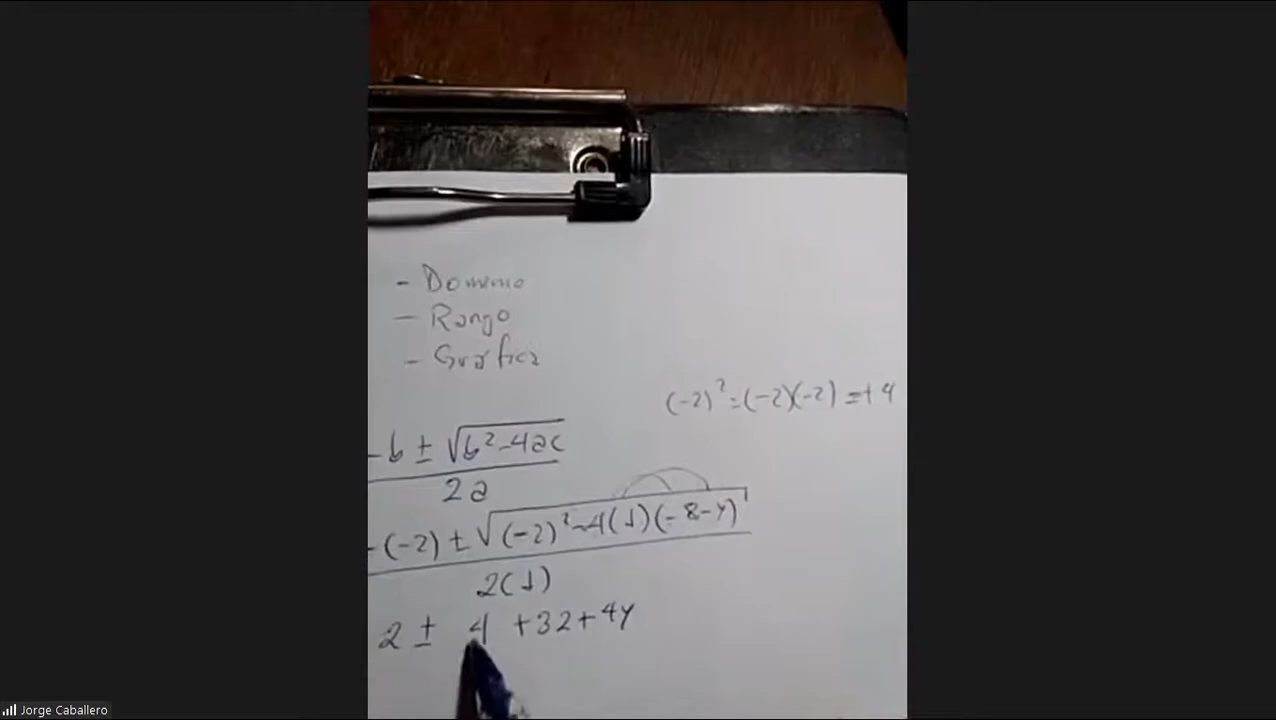 - Dominio
- Rango
- Gráfica
(-2)² = (-2)(-2) = +4
-b ± √b² - 4ac
2a
-(-2) ± √(-2)² - 4(1)(-8-y)
2(1)
2 ± 4 + 32 + 4y
Jorge Caballero